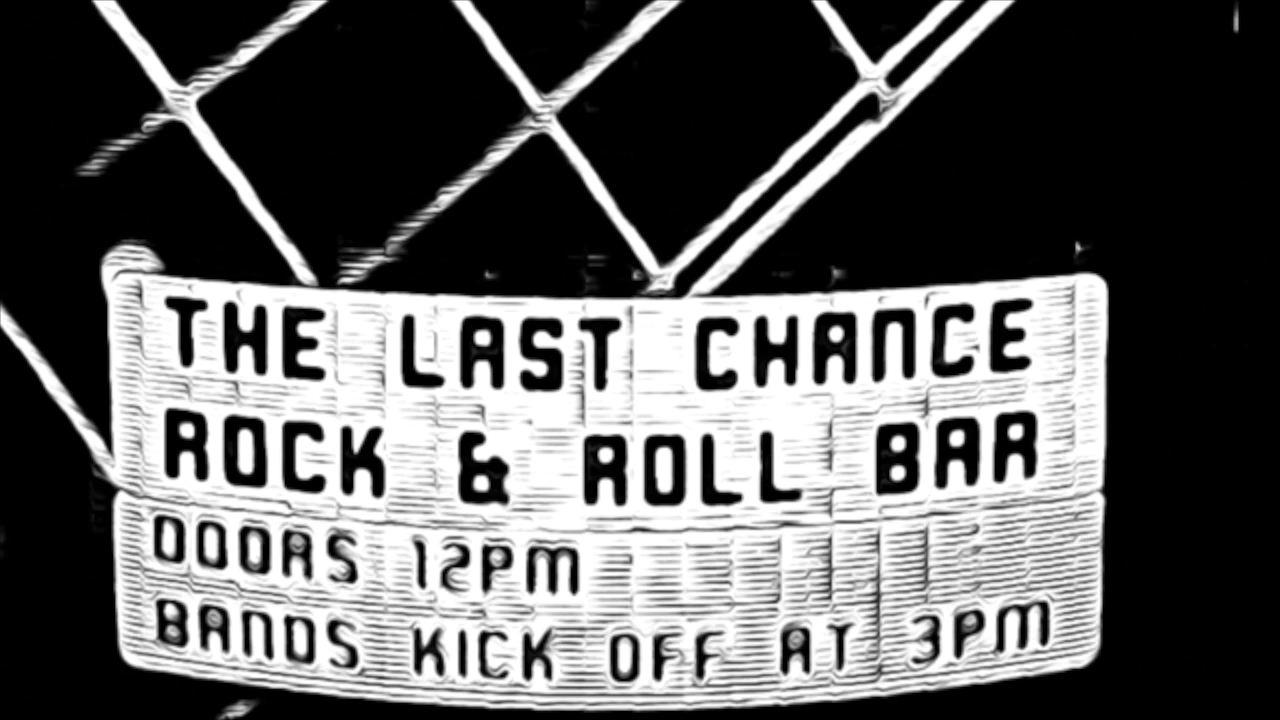 THE LAST CHANCE
ROCK & ROLL BAR
DOORS 12PM
BANDS KICK OFF AT 3PM